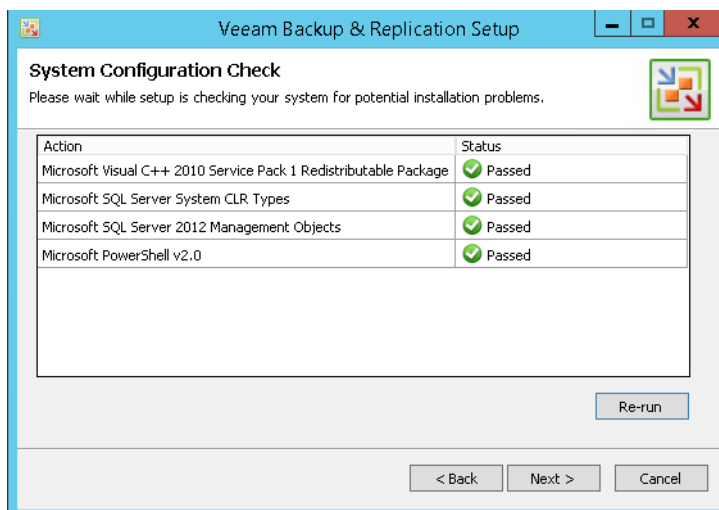 Veeam Backup & Replication Setup
System Configuration Check
Please wait while setup is checking your system for potential installation problems.
Action Status
Microsoft Visual C++ 2010 Service Pack 1 Redistributable Package Passed
Microsoft SQL Server System CLR Types Passed
Microsoft SQL Server 2012 Management Objects Passed
Microsoft PowerShell v2.0 Passed
Re-run
< Back Next > Cancel